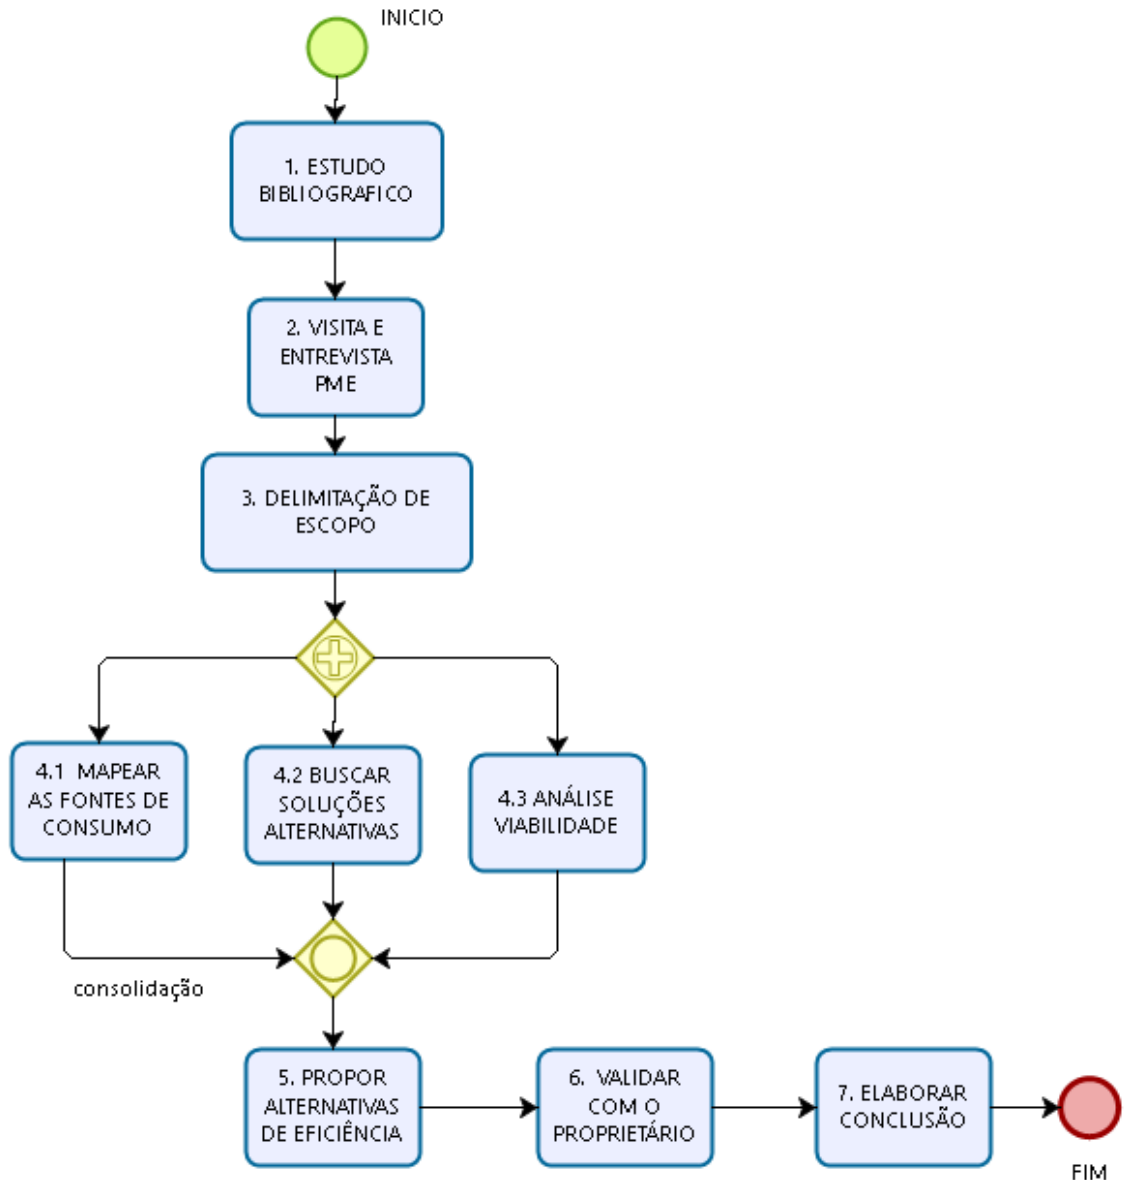 INICIO
1. ESTUDO
BIBLIOGRAFICO
2. VISITA E
ENTREVISTA
PME
3. DELIMITAÇÃO DE
ESCOPO
4.1 MAPEAR
AS FONTES DE
CONSUMO
4.2 BUSCAR
SOLUÇÕES
ALTERNATIVAS
4.3 ANÁLISE
VIABILIDADE
consolidação
5. PROPOR
ALTERNATIVAS
DE EFICIÊNCIA
6. VALIDAR
COM O
PROPRIETÁRIO
7. ELABORAR
CONCLUSÃO
FIM